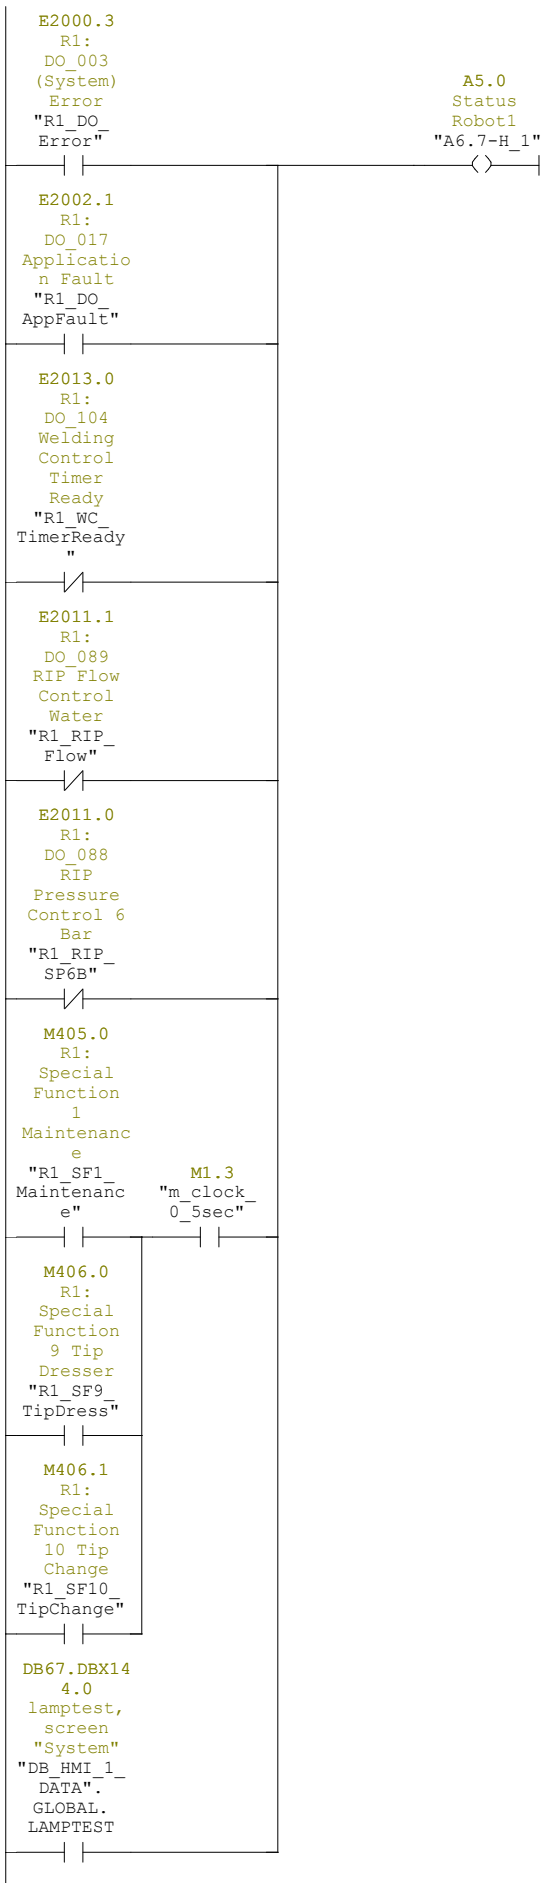 E2000.3
R1:
DO_003
(System)
Error
"R1_DO_
Error"
A5.0
Status
Robot1
"A6.7-H_1"
E2002.1
R1:
DO_017
Applicatio
n Fault
"R1_DO_
AppFault"
E2013.0
R1:
DO_104
Welding
Control
Timer
Ready
"R1_WC_
TimerReady
"
E2011.1
R1:
DO_089
RIP Flow
Control
Water
"R1_RIP_
Flow"
E2011.0
R1:
DO_088
RIP
Pressure
Control 6
Bar
"R1_RIP_
SP6B"
M405.0
R1:
Special
Function
1
Maintenanc
e
"R1_SF1_
Maintenanc
e"
M1.3
"m_clock_
0_5sec"
M406.0
R1:
Special
Function
9 Tip
Dresser
"R1_SF9_
TipDress"
M406.1
R1:
Special
Function
10 Tip
Change
"R1_SF10_
TipChange"
DB67.DBX14
4.0
lamptest,
screen
"System"
"DB_HMI_1_
DATA".
GLOBAL.
LAMPTEST